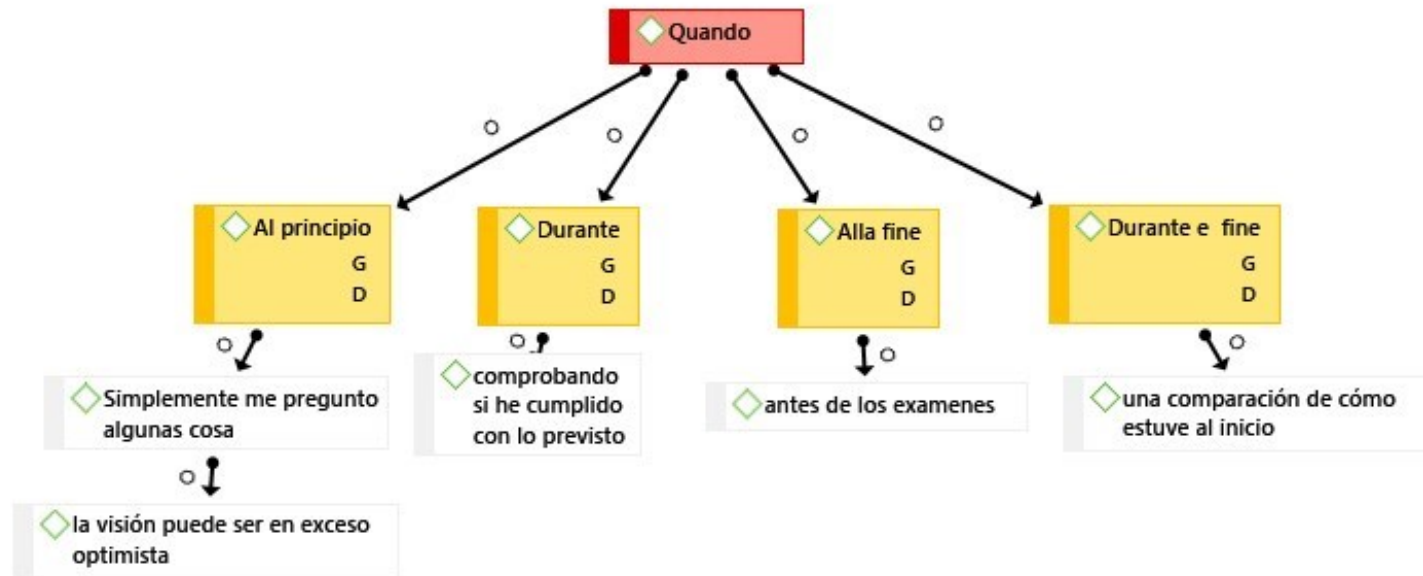 Quando
Al principio
G
D
Durante
G
D
Alla fine
G
D
Durante e fine
G
D
Simplemente me pregunto
algunas cosa
comprobando
si he cumplido
con lo previsto
antes de los examenes
una comparación de cómo
estuve al inicio
la visión puede ser en exceso
optimista